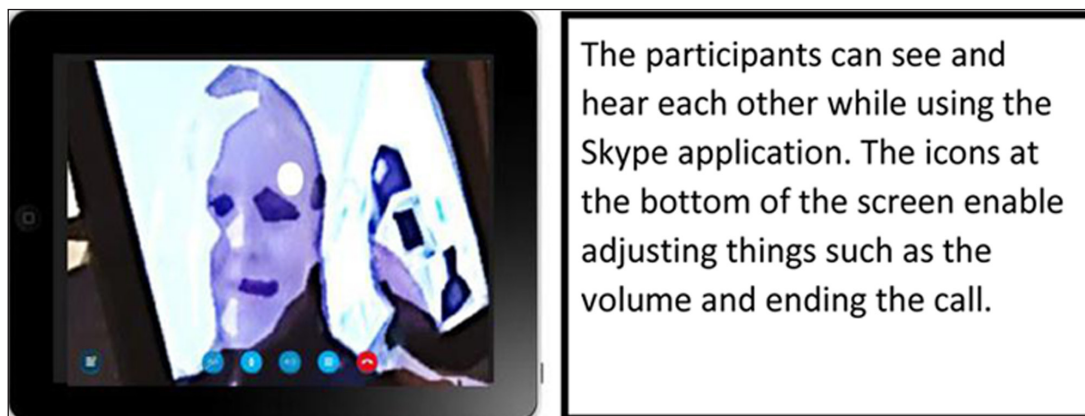 The participants can see and
hear each other while using the
Skype application. The icons at
the bottom of the screen enable
adjusting things such as the
volume and ending the call.